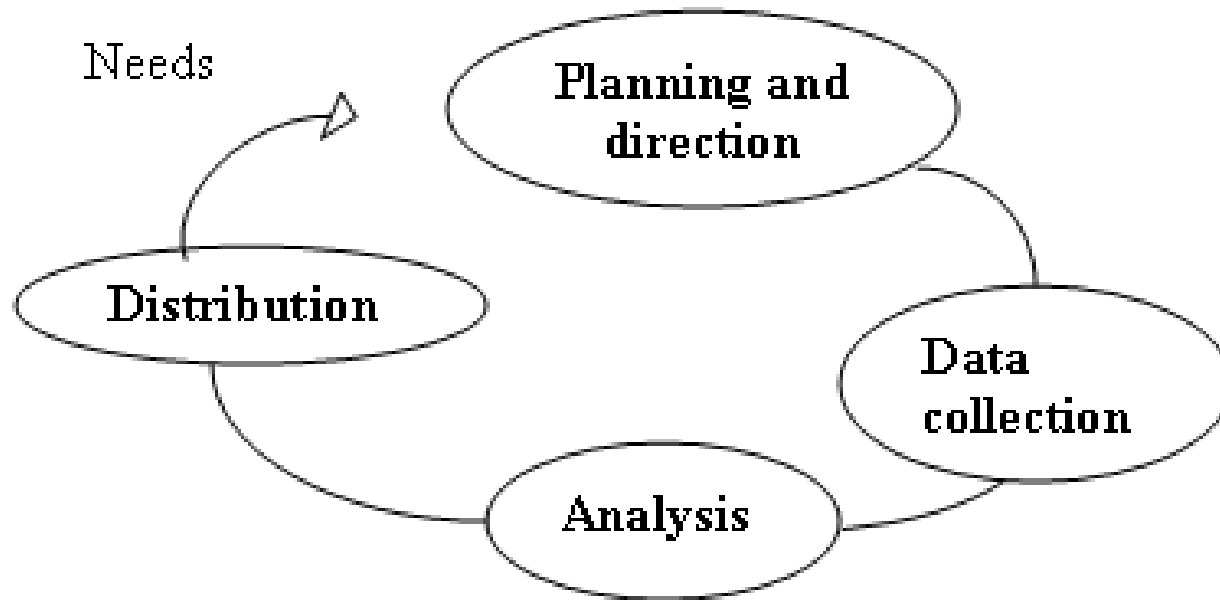 Needs
Planning and
direction
Distribution
Data
collection
Analysis